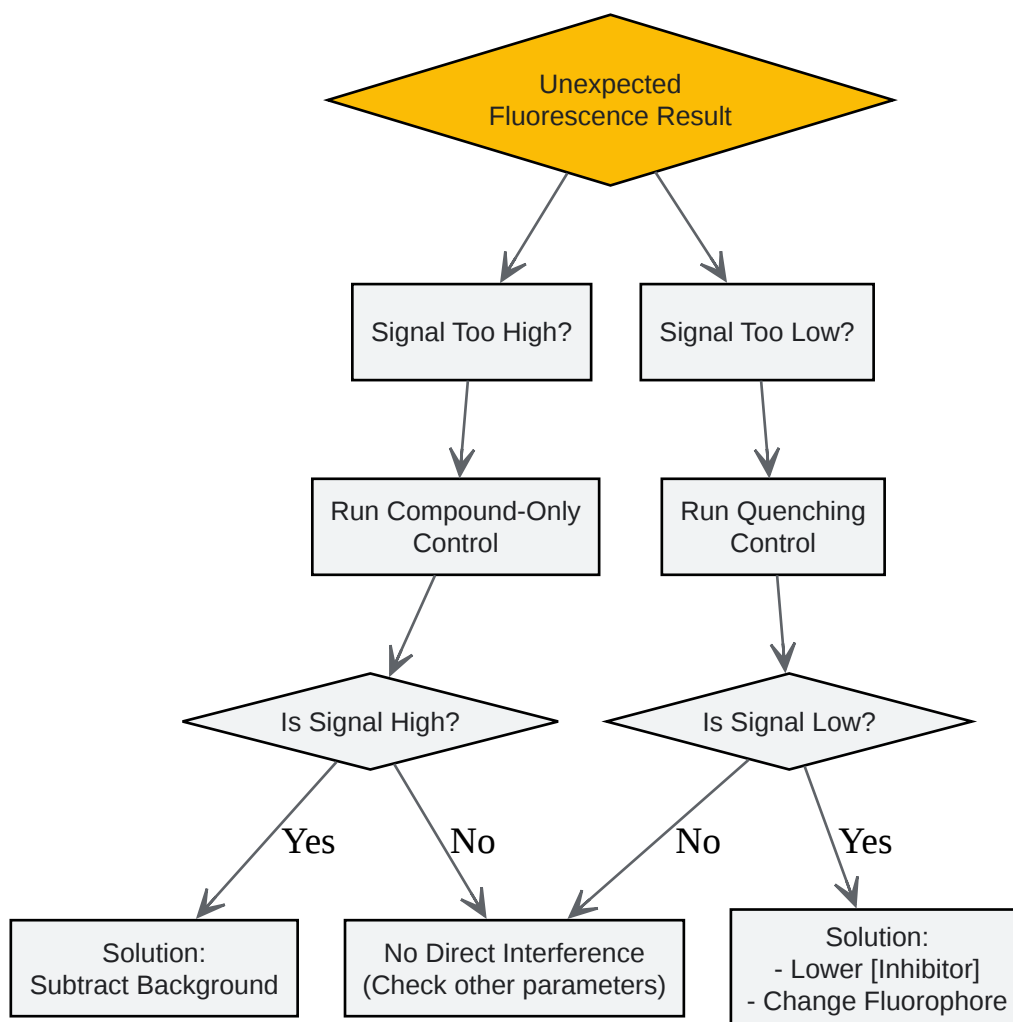 Unexpected
Fluorescence Result
Signal Too High?
Signal Too Low?
Run Compound-Only
Control
Run Quenching
Control
Is Signal High?
Is Signal Low?
Yes
No
No
Yes
Solution:
Subtract Background
No Direct Interference
(Check other parameters)
Solution:
- Lower [Inhibitor]
- Change Fluorophore